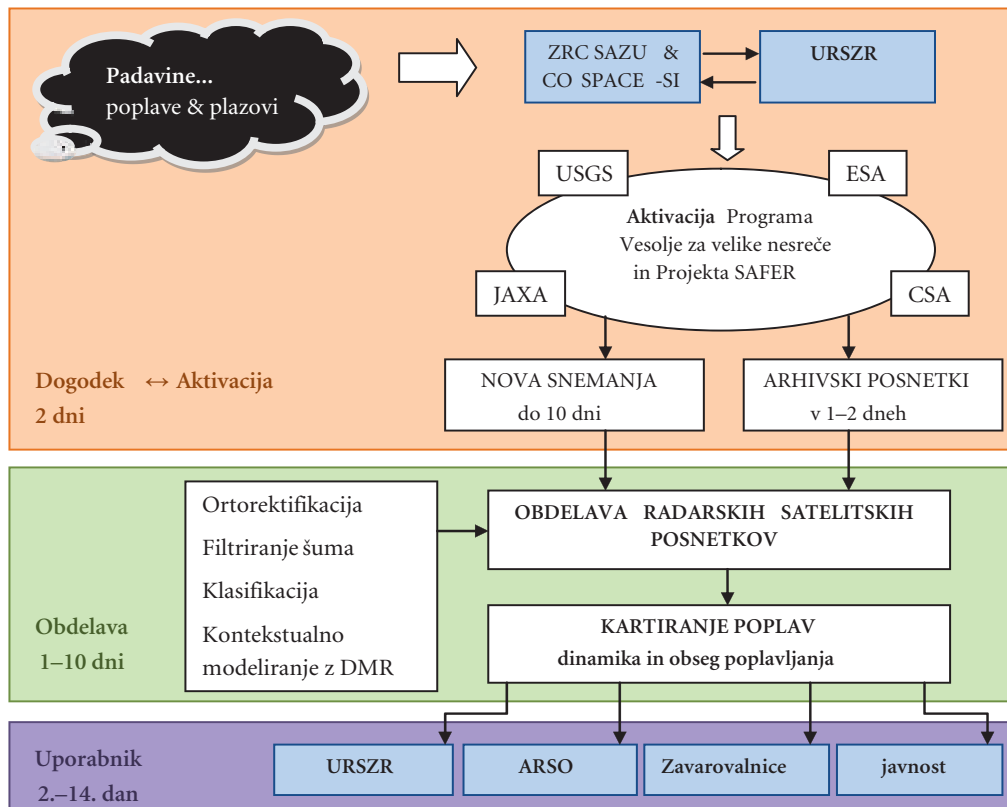 Padavine...
poplave & plazovi
ZRC SAZU &
CO SPACE -SI
URSZR
USGS
ESA
Aktivacija Programa
Vesolje za velike nesreče
in Projekta SAFER
JAXA
CSA
Dogodek ↔ Aktivacija
2 dni
NOVA SNEMANJA
do 10 dni
ARHIVSKI POSNETKI
v 1–2 dneh
Ortorektifikacija
Filtriranje šuma
Klasifikacija
Kontekstualno
modeliranje z DMR
OBDELAVA RADARSKIH SATELITSKIH
POSNETKOV
Obdelava
1–10 dni
KARTIRANJE POPLAV
dinamika in obseg poplavljanja
Uporabnik
2.–14. dan
URSZR
ARSO
Zavarovalnice
javnost